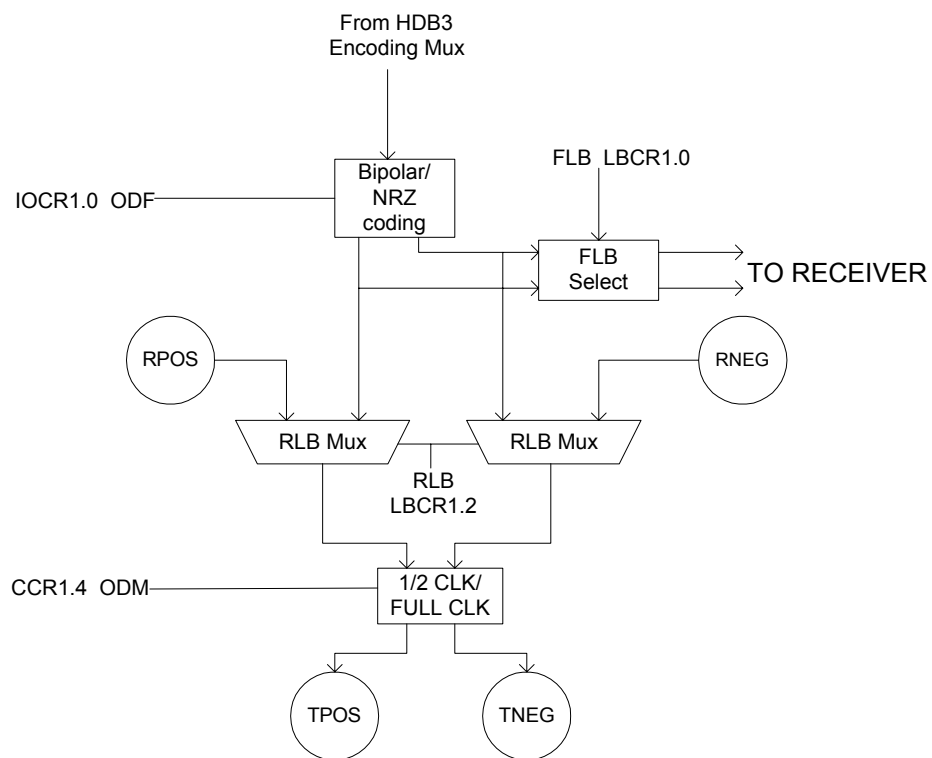 From HDB3
Encoding Mux
FLB LBCR1.0
Bipolar/
NRZ
coding
IOCR1.0 ODF
FLB
Select
TO RECEIVER
RPOS
RNEG
RLB Mux
RLB Mux
RLB
LBCR1.2
CCR1.4 ODM
1/2 CLK/
FULL CLK
TPOS
TNEG